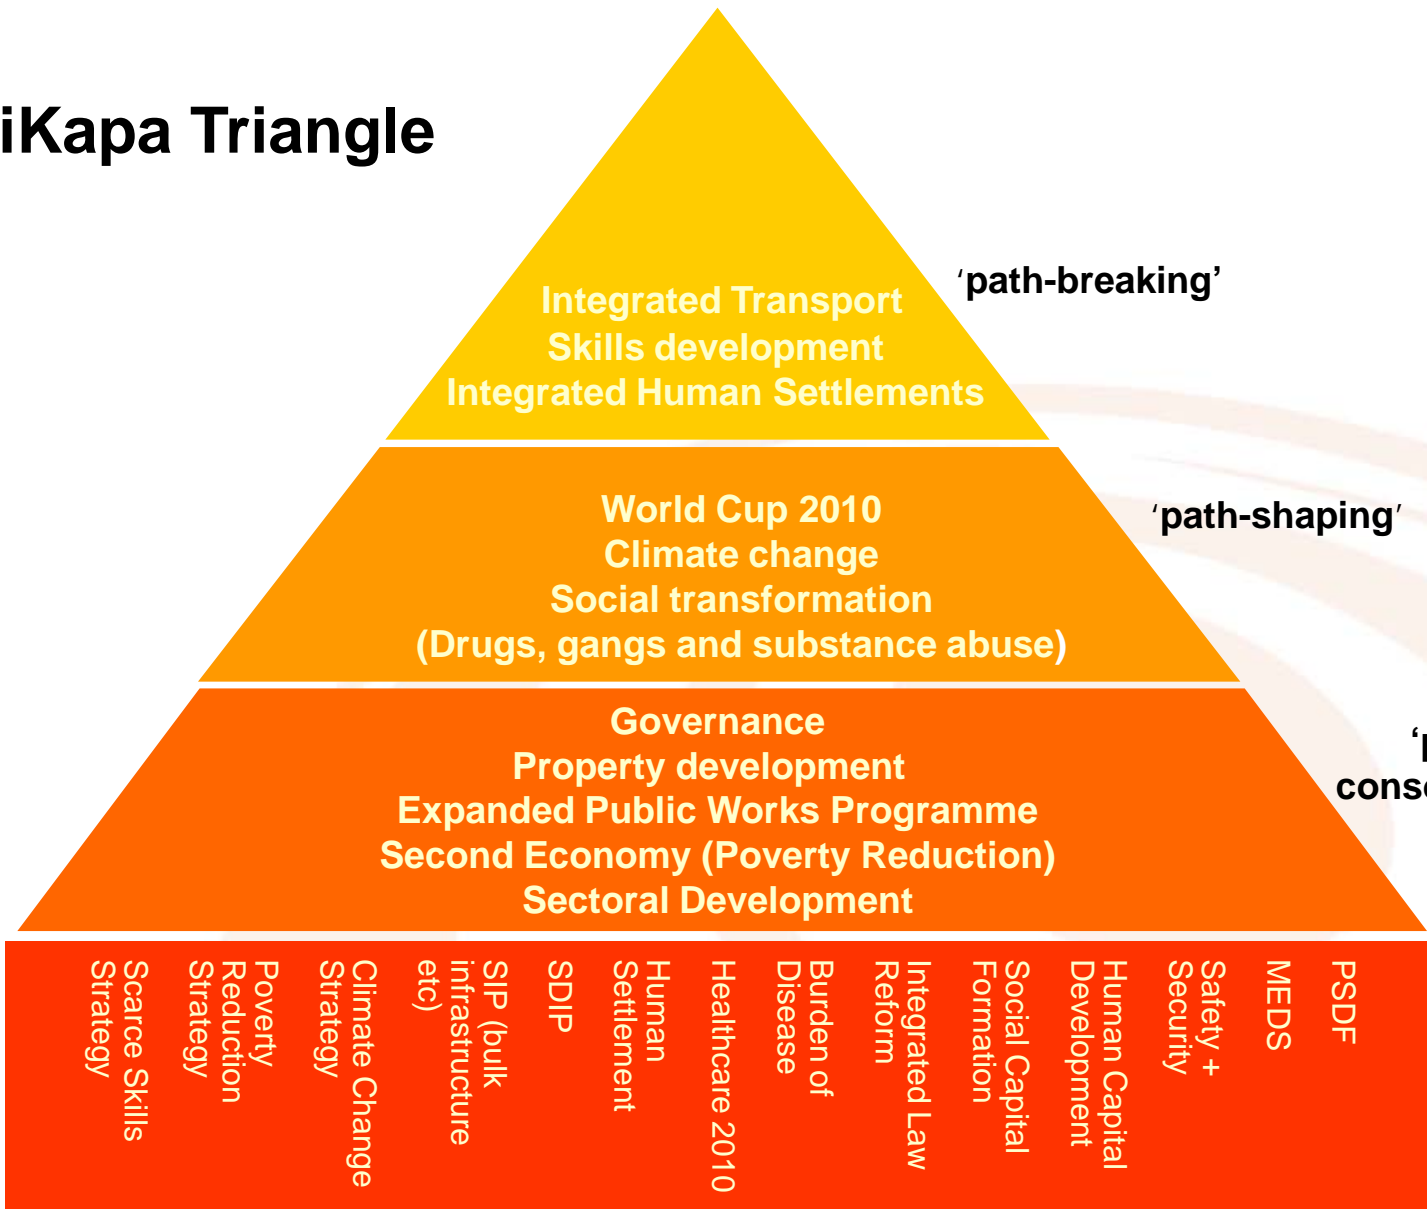 iKapa Triangle
‘path-breaking’
Integrated Transport
Skills development
Integrated Human Settlements
‘path-shaping’
World Cup 2010
Climate change
Social transformation
(Drugs, gangs and substance abuse)
Governance
Property development
Expanded Public Works Programme
Second Economy (Poverty Reduction)
Sectoral Development
Scarce Skills
Strategy
Poverty
Reduction
Strategy
Climate Change
Strategy
SIP (bulk
infrastructure
etc)
SDIP
Human
Settlement
Healthcare 2010
Burden of
Disease
Integrated Law
Reform
Social Capital
Formation
Human Capital
Development
Safety +
Security
MEDS
PSDF